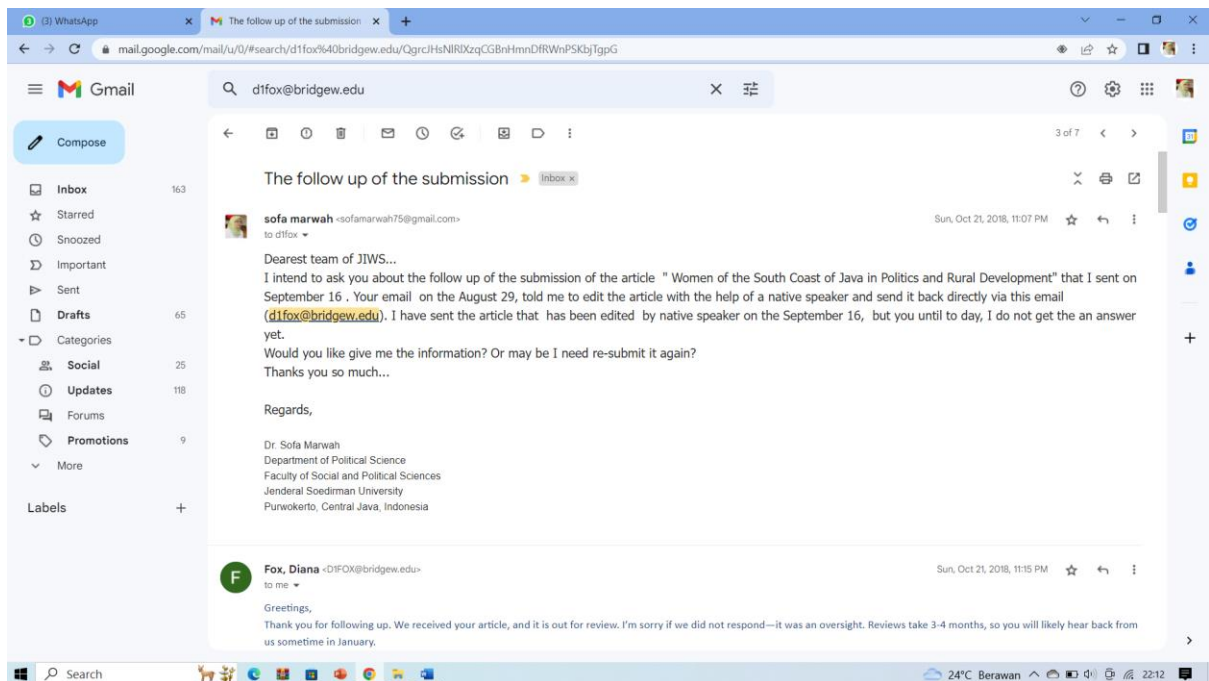 (3) WhatsApp
The follow up of the submission
mail.google.com/mail/u/0/#search/d1fox%40bridgew.edu/QgrcJHsNlRlXzqCGBnHmnDfRWnPSKbjTgpG
Gmail
d1fox@bridgew.edu
Compose
3 of 7
Inbox 163
Starred
Snoozed
Important
Sent
Drafts 65
Categories
Social 25
Updates 118
Forums
Promotions 9
More
Labels
The follow up of the submission Inbox x
sofa marwah <sofamarwah75@gmail.com> Sun, Oct 21, 2018, 11:07 PM
to d1fox
Dearest team of JIWS...
I intend to ask you about the follow up of the submission of the article " Women of the South Coast of Java in Politics and Rural Development" that I sent on
September 16 . Your email on the August 29, told me to edit the article with the help of a native speaker and send it back directly via this email
(d1fox@bridgew.edu). I have sent the article that has been edited by native speaker on the September 16, but you until to day, I do not get the an answer
yet.
Would you like give me the information? Or may be I need re-submit it again?
Thanks you so much...
Regards,
Dr. Sofa Marwah
Department of Political Science
Faculty of Social and Political Sciences
Jenderal Soedirman University
Purwokerto, Central Java, Indonesia
F
Fox, Diana <D1FOX@bridgew.edu> Sun, Oct 21, 2018, 11:15 PM
to me
Greetings,
Thank you for following up. We received your article, and it is out for review. I'm sorry if we did not respond—it was an oversight. Reviews take 3-4 months, so you will likely hear back from
us sometime in January.
31
Search
24°C Berawan 22:12